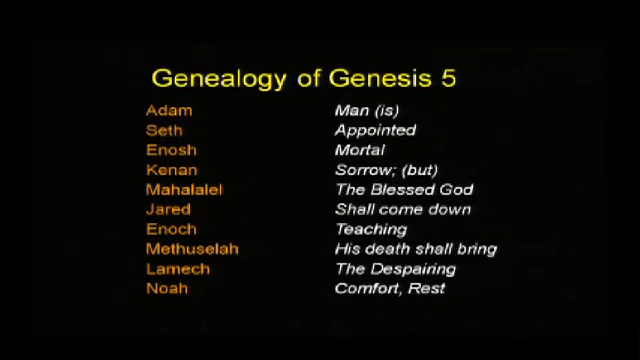 Genealogy of Genesis 5
Adam Man (is)
Seth Appointed
Enosh Mortal
Kenan Sorrow; (but)
Mahalalel The Blessed God
Jared Shall come down
Enoch Teaching
Methuselah His death shall bring
Lamech The Despairing
Noah Comfort, Rest